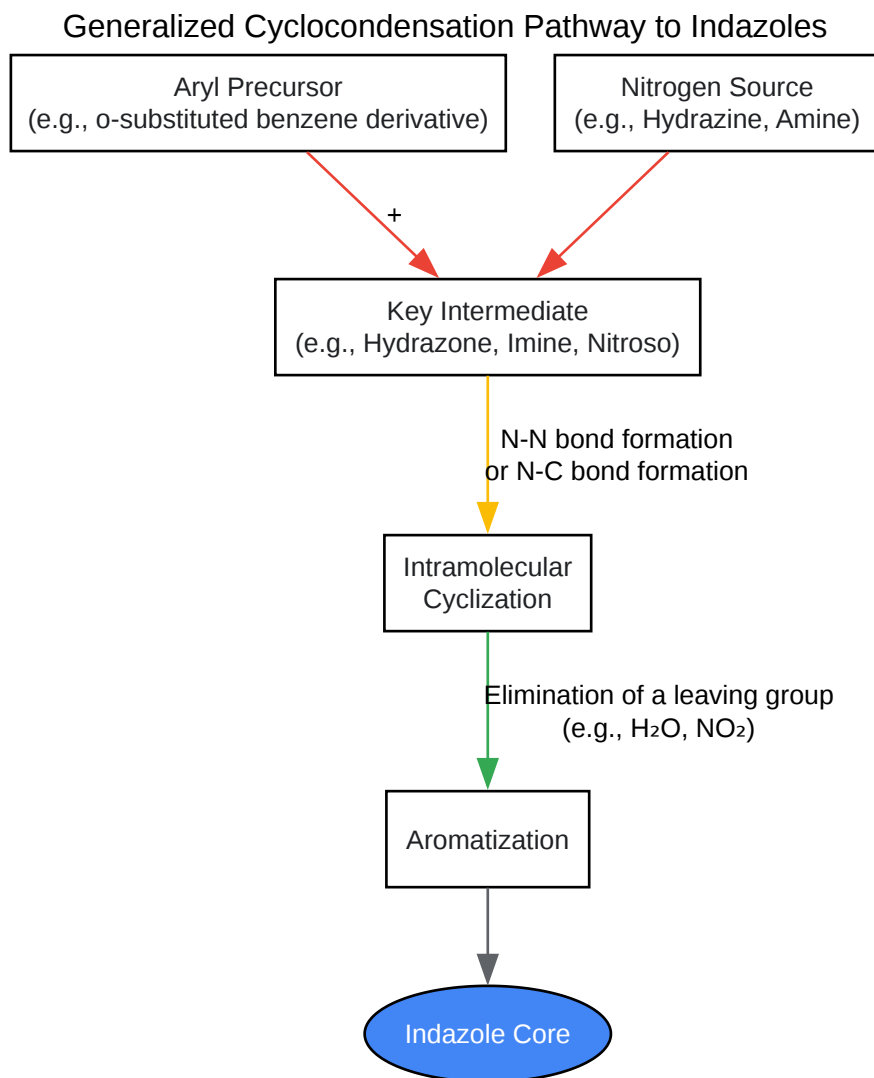 Generalized Cyclocondensation Pathway to Indazoles
Aryl Precursor
(e.g., o-substituted benzene derivative)
Nitrogen Source
(e.g., Hydrazine, Amine)
+
Key Intermediate
(e.g., Hydrazone, Imine, Nitroso)
N-N bond formation
or N-C bond formation
Intramolecular
Cyclization
Elimination of a leaving group
(e.g., H₂O, NO₂)
Aromatization
Indazole Core